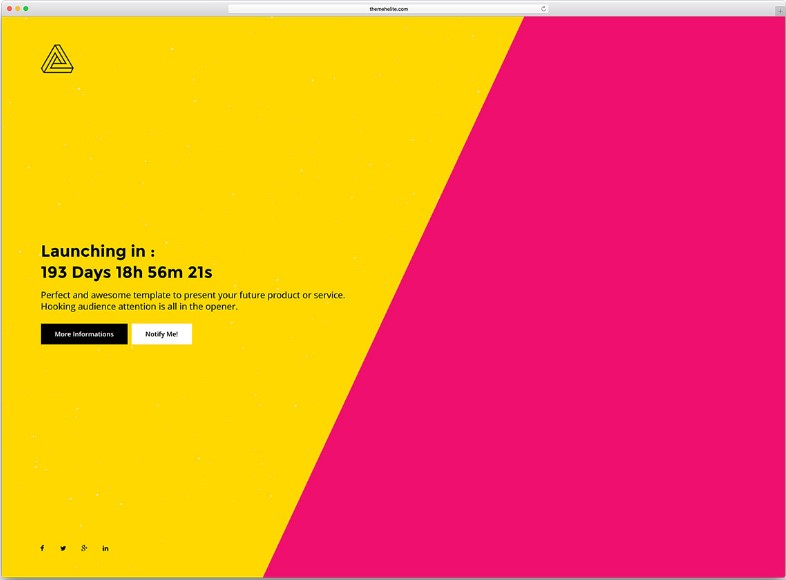 themehelite.com
Launching in :
193 Days 18h 56m 21s
Perfect and awesome template to present your future product or service.
Hooking audience attention is all in the opener.
More Informations
Notify Me!